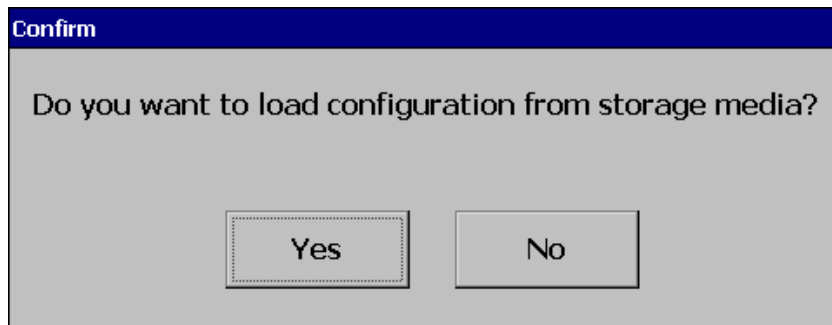 Confirm
Do you want to load configuration from storage media?
Yes
No